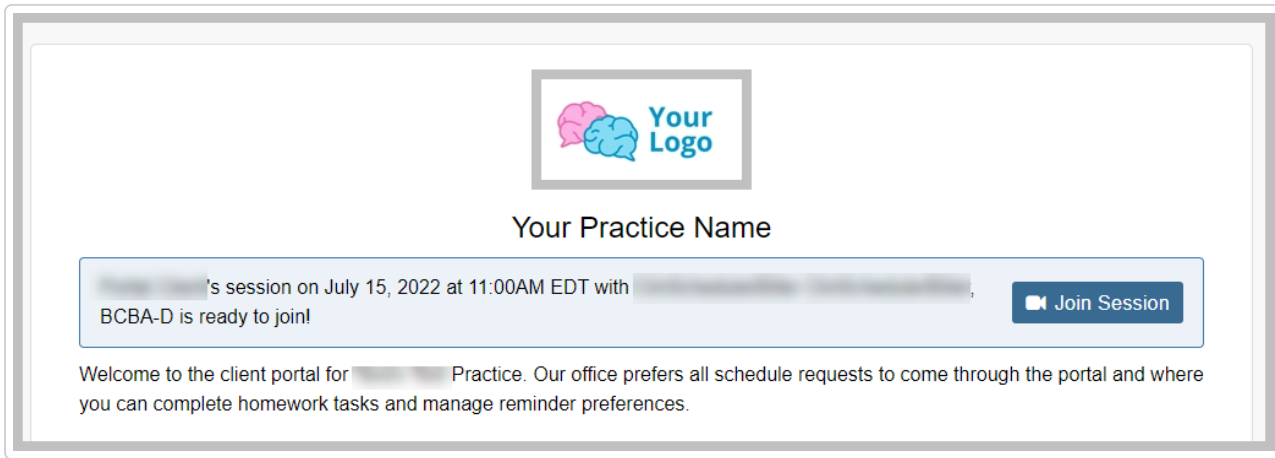 Your
Logo
Your Practice Name
's session on July 15, 2022 at 11:00AM EDT with ,
BCBA-D is ready to join!
Join Session
Welcome to the client portal for Practice. Our office prefers all schedule requests to come through the portal and where
you can complete homework tasks and manage reminder preferences.